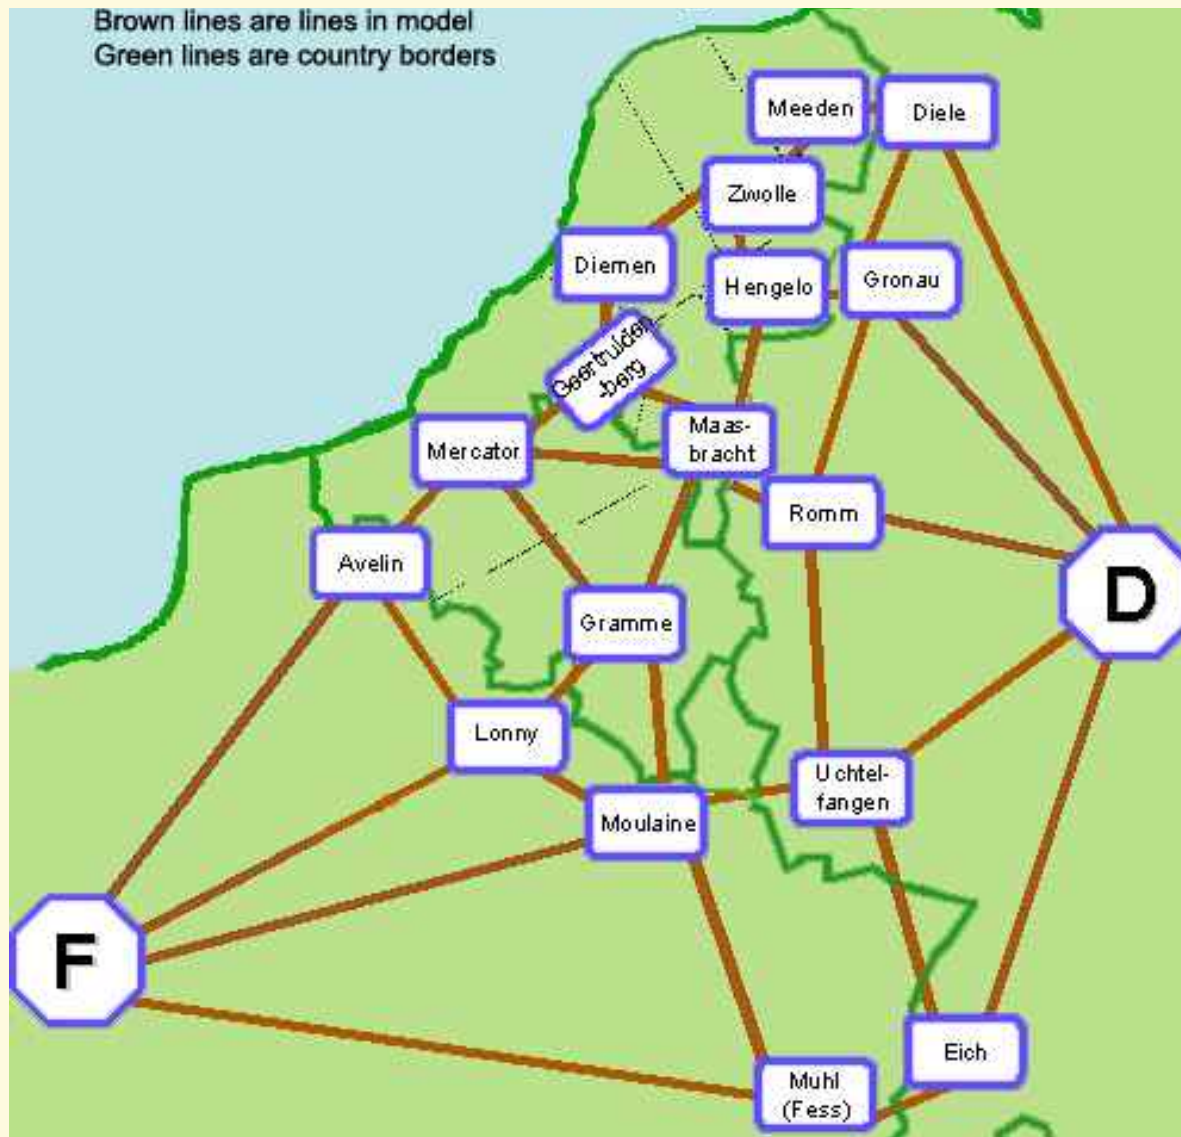 Brown lines are lines in model
Green lines are country borders
Meeden
Diele
Zwolle
Diemen
Hengelo
Gronau
Geertruiden
-berg
Mercator
Maas-
bracht
Romm
Avelin
D
Gramme
Lonny
Uchtel-
fangen
Moulaine
F
Eich
Muhl
(Fess)